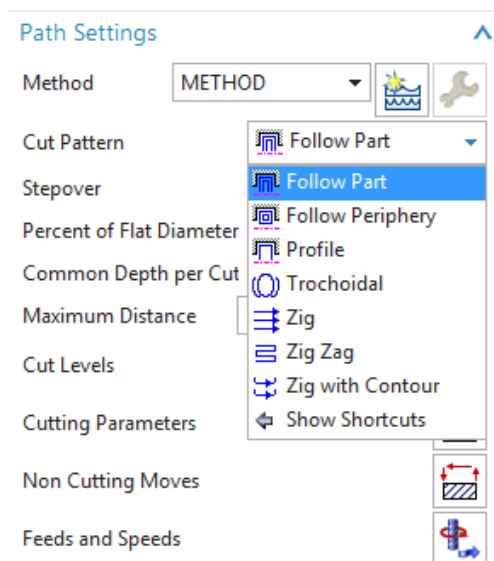 Path Settings
Method METHOD
Cut Pattern Follow Part
Stepover Follow Part
Percent of Flat Diameter Follow Periphery
Profile
Common Depth per Cut Trochoidal
Maximum Distance Zig
Zig Zag
Cut Levels Zig with Contour
Cutting Parameters Show Shortcuts
Non Cutting Moves
Feeds and Speeds